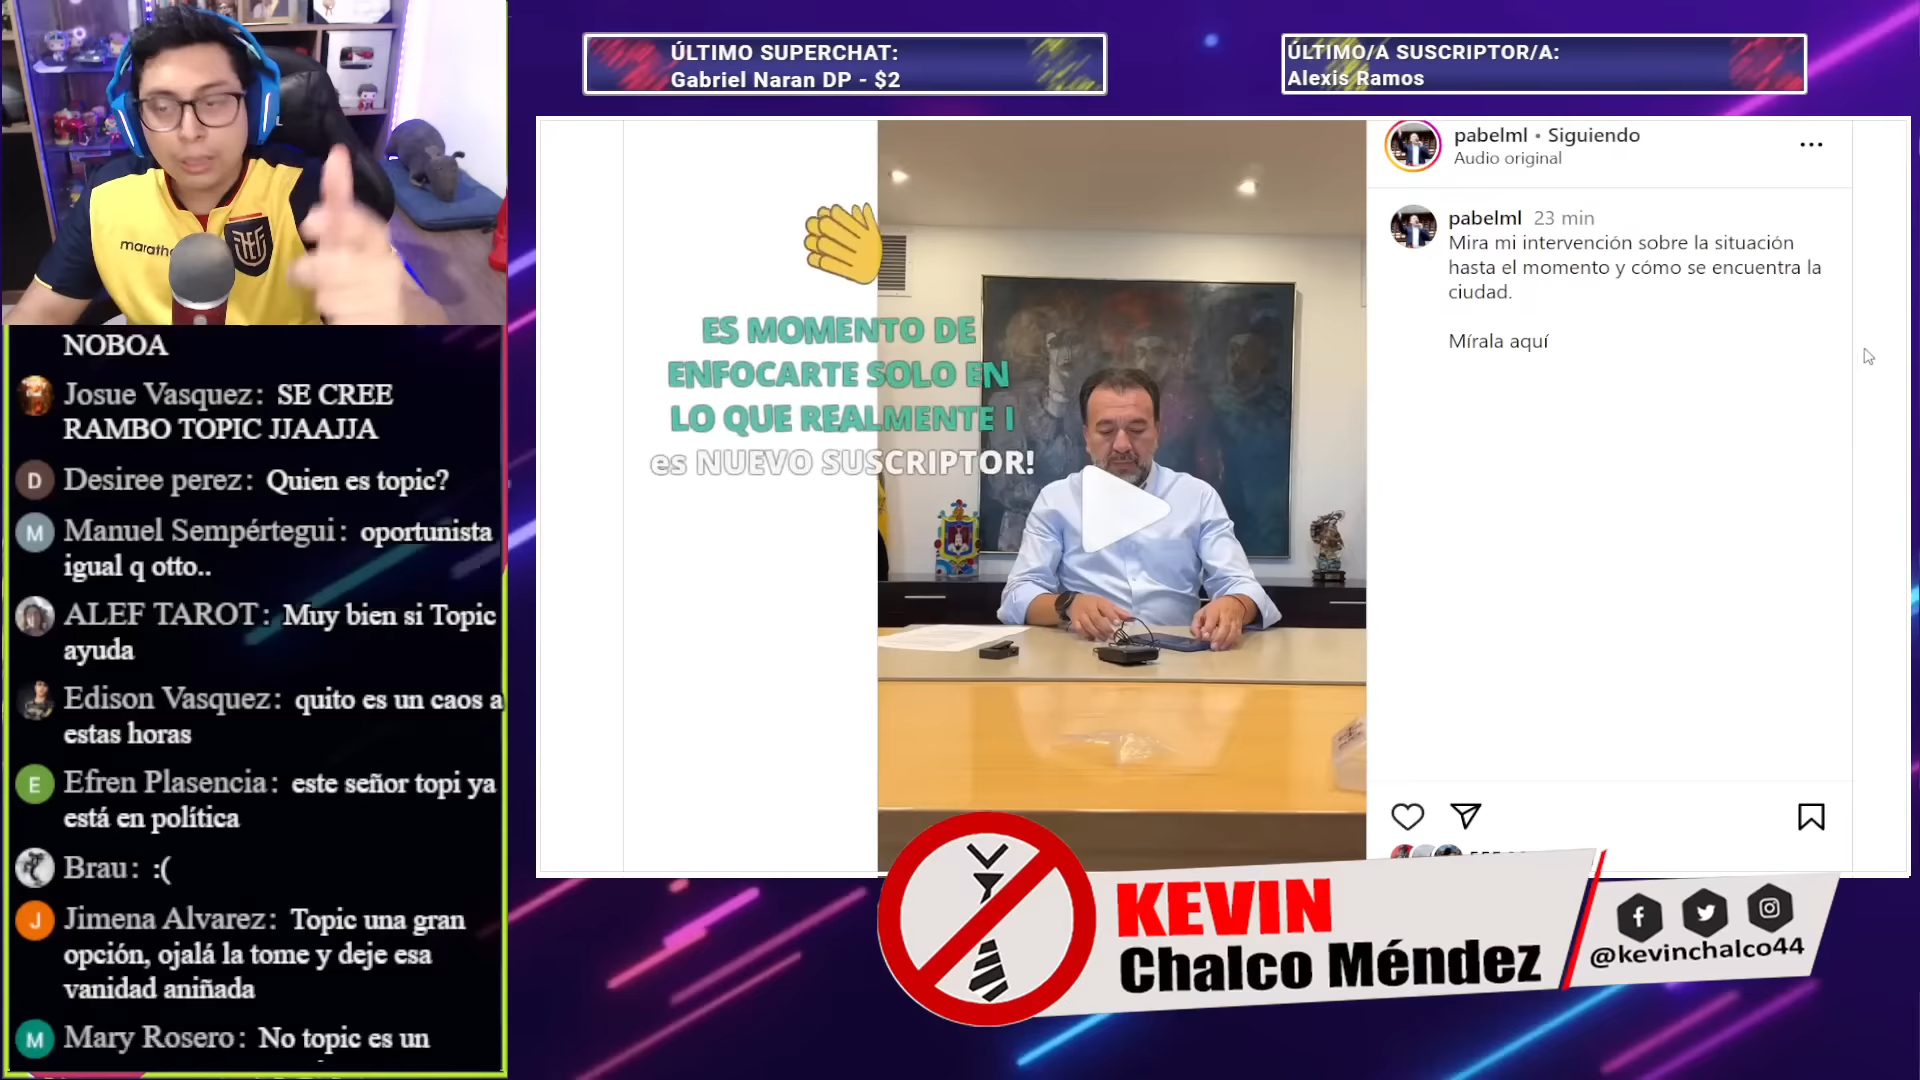 ÚLTIMO SUPERCHAT:
Gabriel Naran DP - $2
ÚLTIMO/A SUSCRIPTOR/A:
Alexis Ramos
NOBOA
Josue Vasquez: SE CREE
RAMBO TOPIC JJAAJJA
D Desiree perez: Quien es topic?
M Manuel Sempértegui: oportunista
igual q otto..
ALEF TAROT: Muy bien si Topic
ayuda
Edison Vasquez: quito es un caos a
estas horas
E Efren Plasencia: este señor topi ya
está en política
Brau: :(
J Jimena Alvarez: Topic una gran
opción, ojalá la tome y deje esa
vanidad aniñada
M Mary Rosero: No topic es un
ES MOMENTO DE
ENFOCARTE SOLO EN
LO QUE REALMENTE I
es NUEVO SUSCRIPTOR!
pabelml • Siguiendo
Audio original
pabelml 23 min
Mira mi intervención sobre la situación
hasta el momento y cómo se encuentra la
ciudad.
Mírala aquí
KEVIN
Chalco Méndez
@kevinchalco44